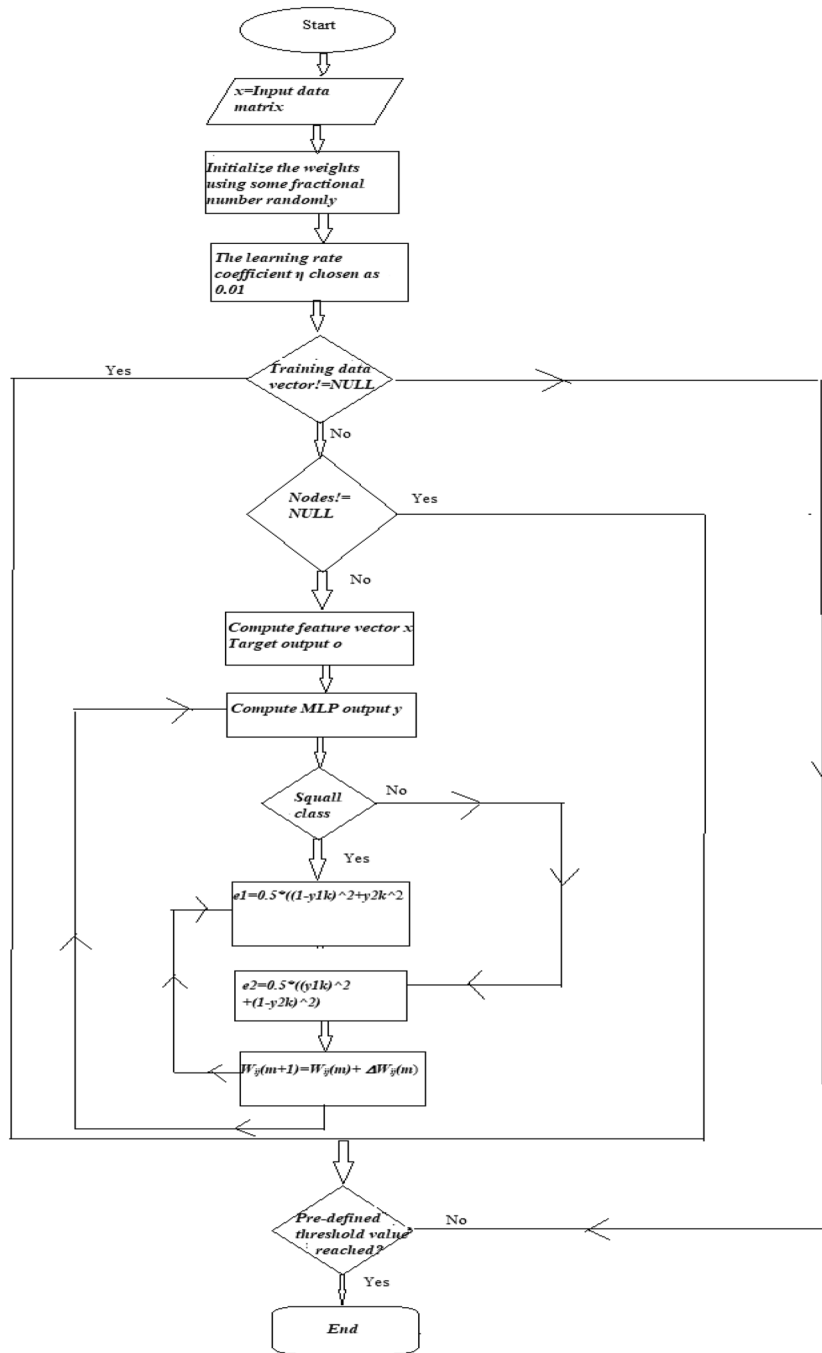 Start
x=Input data
matrix
Initialize the weights
using some fractional
number randomly
The learning rate
coefficient η chosen as
0.01
Yes
Training data
vector!=NULL
No
Nodes!=
NULL
Yes
No
Compute feature vector x
Target output o
Compute MLP output y
Squall
class
No
Yes
e1=0.5*((1-y1k)^2+y2k^2
e2=0.5*((y1k)^2
+(1-y2k)^2)
W_ij(m+1)=W_ij(m)+ ΔW_ij(m)
Pre-defined
threshold value
reached?
No
Yes
End